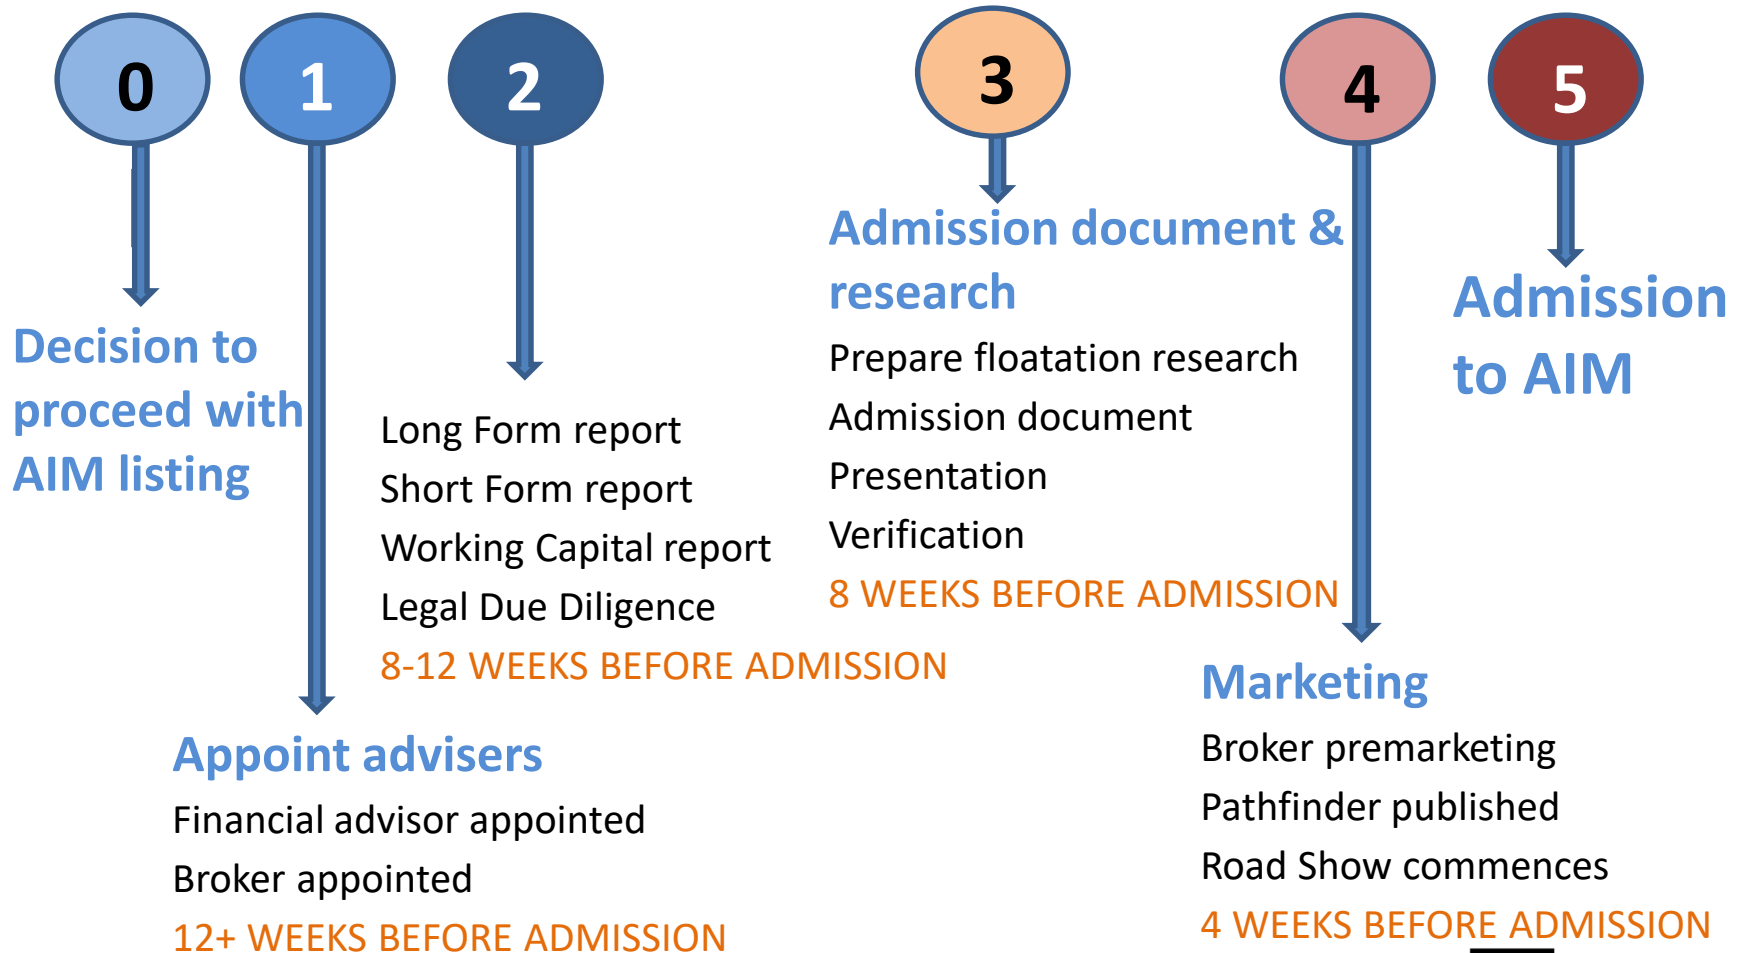 0
1
2
3
4
5
Decision to
proceed with
AIM listing
Appoint advisers
Financial advisor appointed
Broker appointed
12+ WEEKS BEFORE ADMISSION
Long Form report
Short Form report
Working Capital report
Legal Due Diligence
8-12 WEEKS BEFORE ADMISSION
Admission document &
research
Prepare floatation research
Admission document
Presentation
Verification
8 WEEKS BEFORE ADMISSION
Marketing
Broker premarketing
Pathfinder published
Road Show commences
4 WEEKS BEFORE ADMISSION
Admission
to AIM